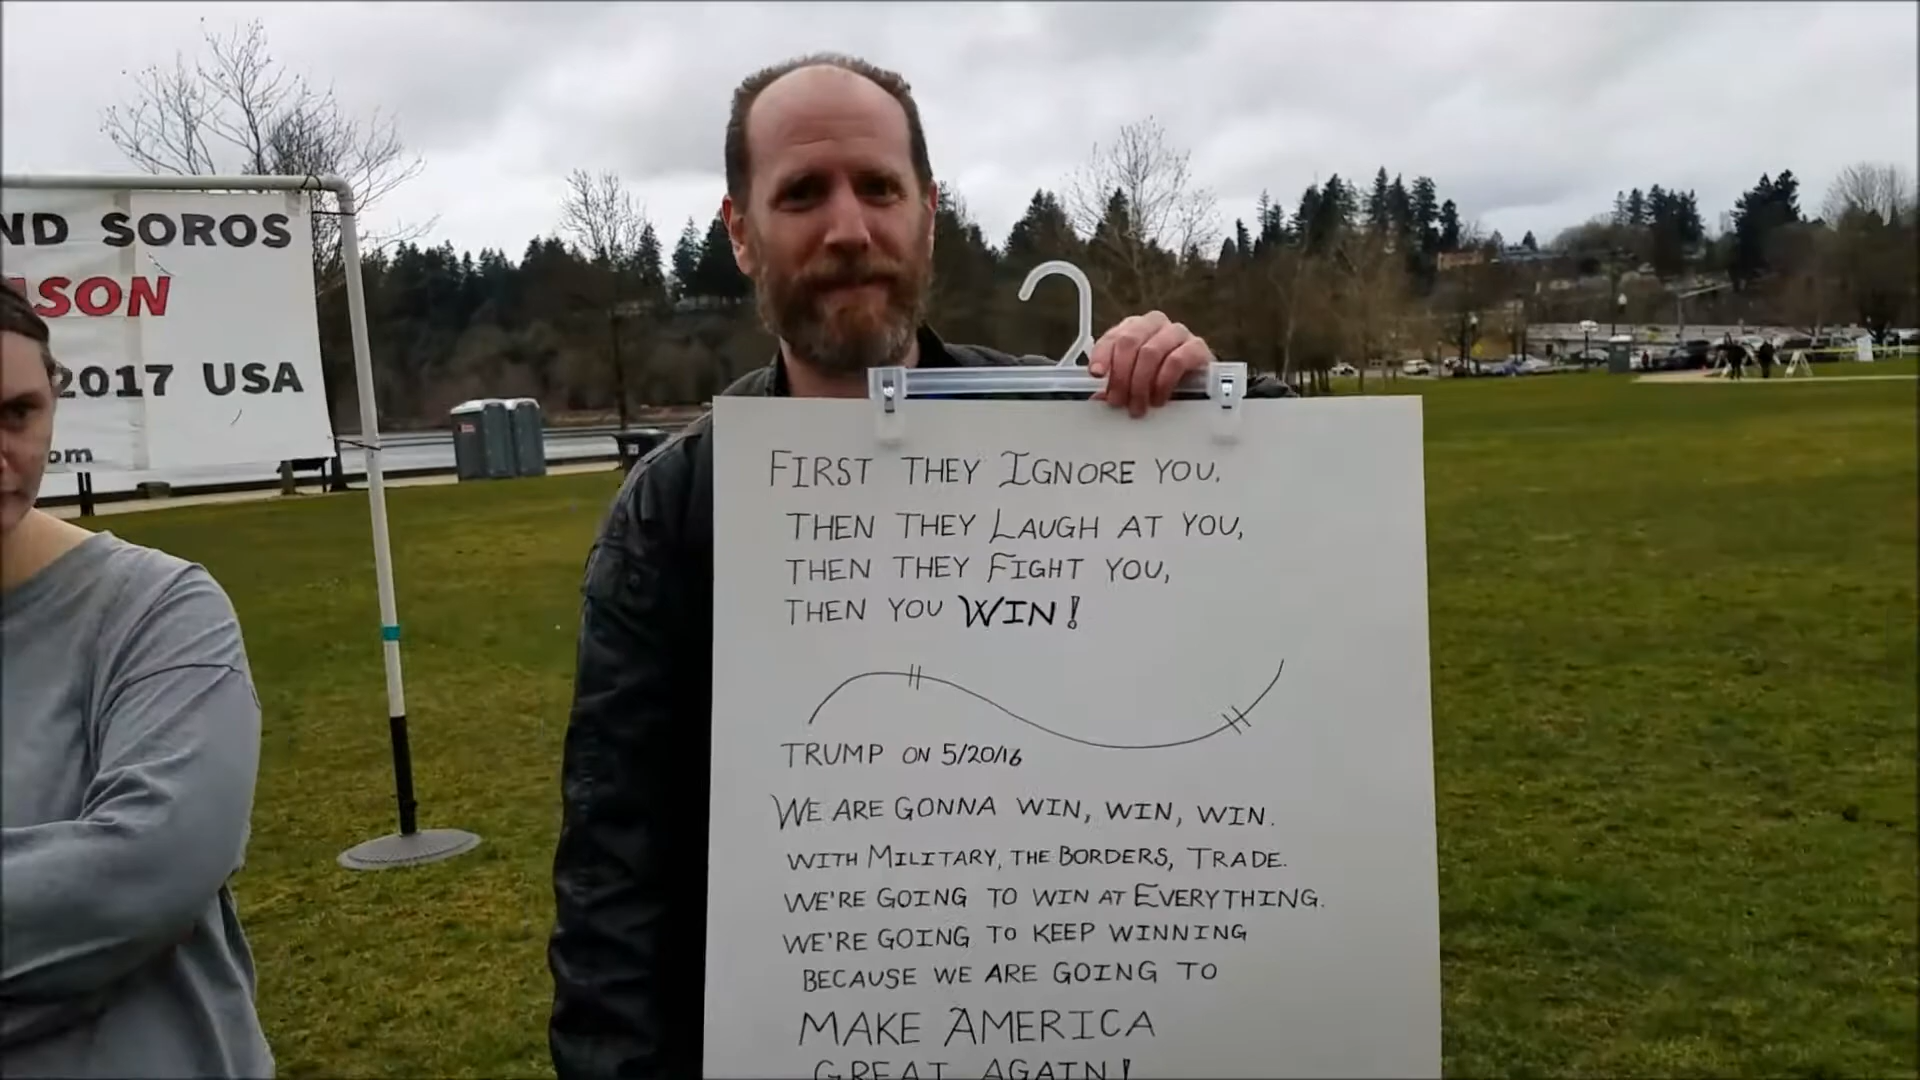 ND SOROS
ASON
2017 USA
om
FIRST THEY IGNORE YOU.
THEN THEY LAUGH AT YOU,
THEN THEY FIGHT YOU,
THEN YOU WIN!
TRUMP ON 5/20/16
WE ARE GONNA WIN, WIN, WIN.
WITH MILITARY, THE BORDERS, TRADE.
WE'RE GOING TO WIN AT EVERYTHING.
WE'RE GOING TO KEEP WINNING
BECAUSE WE ARE GOING TO
MAKE AMERICA
GREAT AGAIN!